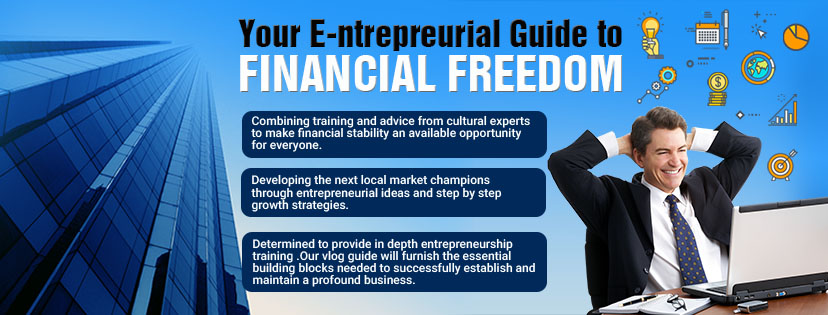 Your E-ntrepreurial Guide to
FINANCIAL FREEDOM
Combining training and advice from cultural experts
to make financial stability an available opportunity
for everyone.
Developing the next local market champions
through entrepreneurial ideas and step by step
growth strategies.
Determined to provide in depth entrepreneurship
training .Our vlog guide will furnish the essential
building blocks needed to successfully establish and
maintain a profound business.